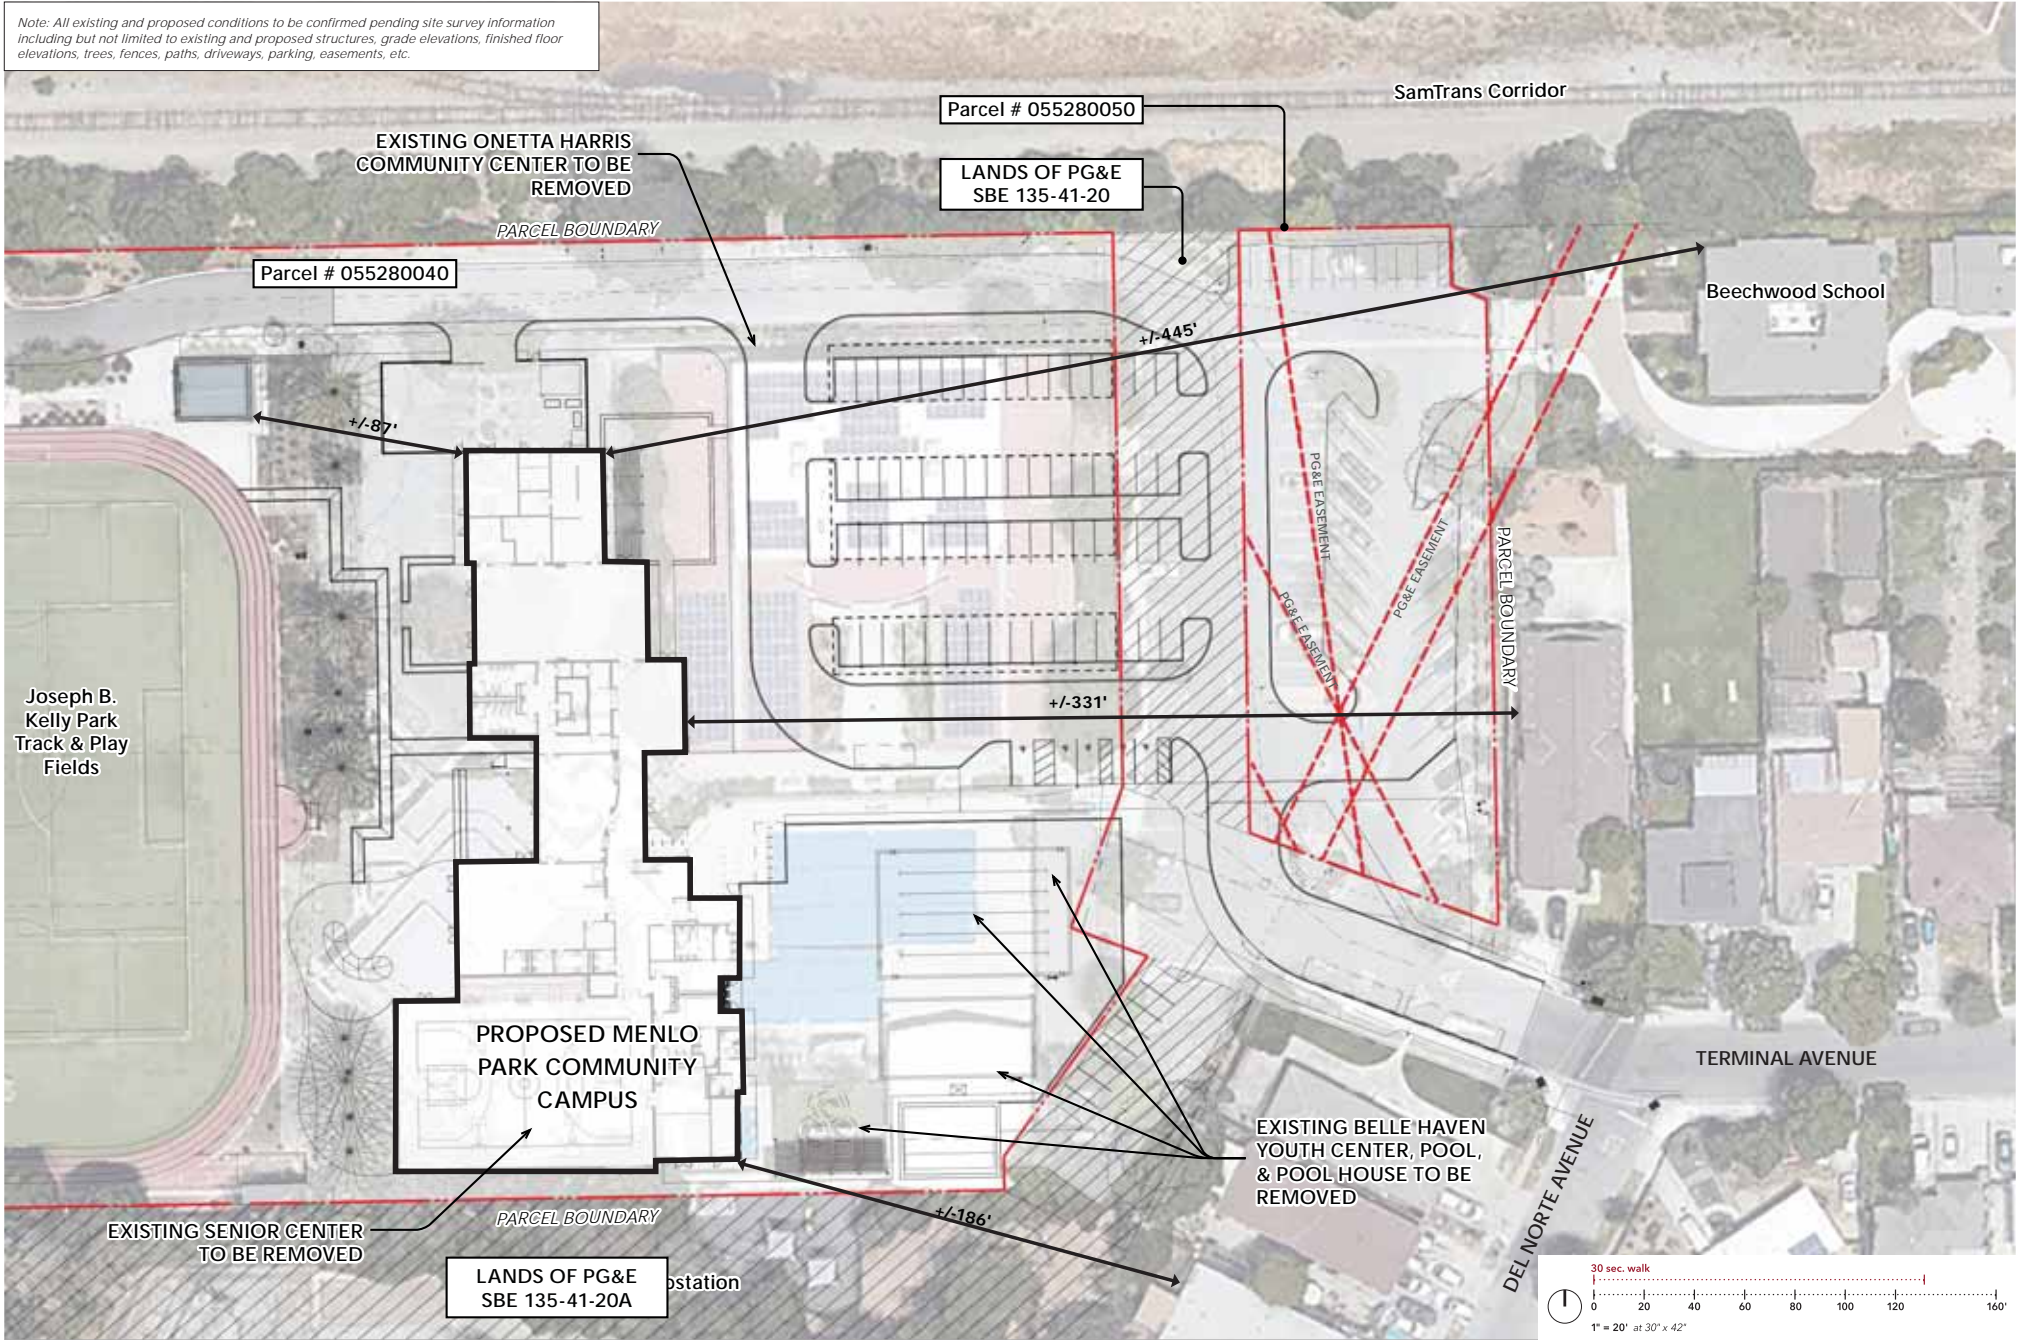 Note: All existing and proposed conditions to be confirmed pending site survey information
including but not limited to existing and proposed structures, grade elevations, finished floor
elevations, trees, fences, paths, driveways, parking, easements, etc.
SamTrans Corridor
Parcel # 055280050
EXISTING ONETTA HARRIS
COMMUNITY CENTER TO BE
REMOVED
LANDS OF PG&E
SBE 135-41-20
PARCEL BOUNDARY
Parcel # 055280040
Beechwood School
+/-445'
+/-87'
PG&E EASEMENT
PG&E EASEMENT
PG&E EASEMENT
PARCEL BOUNDARY
Joseph B.
Kelly Park
Track & Play
Fields
+/-331'
PROPOSED MENLO
PARK COMMUNITY
CAMPUS
TERMINAL AVENUE
EXISTING BELLE HAVEN
YOUTH CENTER, POOL,
& POOL HOUSE TO BE
REMOVED
DEL NORTE AVENUE
EXISTING SENIOR CENTER
TO BE REMOVED
PARCEL BOUNDARY
+/-186'
LANDS OF PG&E
SBE 135-41-20A
ostation
30 sec. walk
0 20 40 60 80 100 120 160'
1" = 20' at 30" x 42"